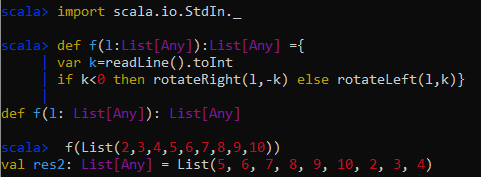 scala> import scala.io.StdIn._
scala> def f(l:List[Any]):List[Any] ={
| var k=readLine().toInt
| if k<0 then rotateRight(l,-k) else rotateLeft(l,k)}
|
def f(l: List[Any]): List[Any]
scala>  f(List(2,3,4,5,6,7,8,9,10))
val res2: List[Any] = List(5, 6, 7, 8, 9, 10, 2, 3, 4)